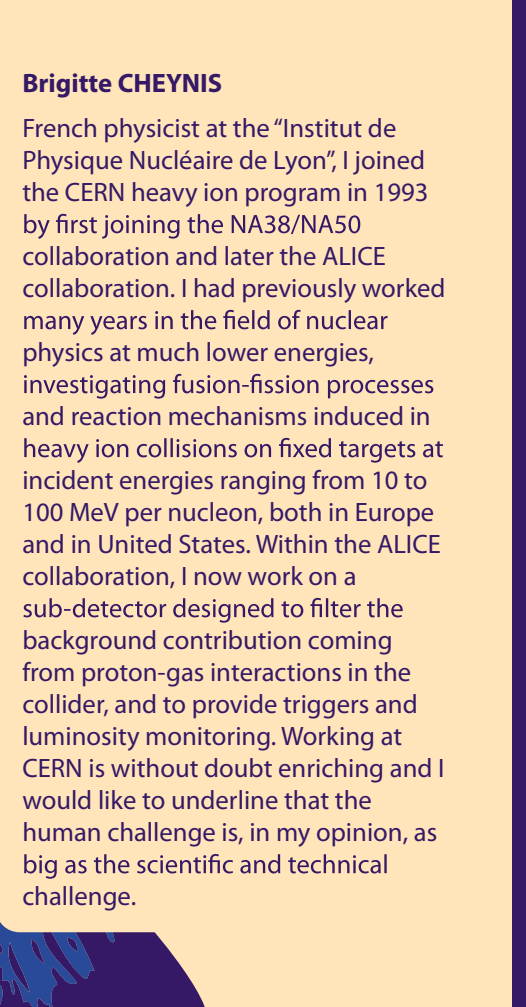 Brigitte CHEYNIS
French physicist at the “Institut de
Physique Nucléaire de Lyon”, I joined
the CERN heavy ion program in 1993
by first joining the NA38/NA50
collaboration and later the ALICE
collaboration. I had previously worked
many years in the field of nuclear
physics at much lower energies,
investigating fusion-fission processes
and reaction mechanisms induced in
heavy ion collisions on fixed targets at
incident energies ranging from 10 to
100 MeV per nucleon, both in Europe
and in United States. Within the ALICE
collaboration, I now work on a
sub-detector designed to filter the
background contribution coming
from proton-gas interactions in the
collider, and to provide triggers and
luminosity monitoring. Working at
CERN is without doubt enriching and I
would like to underline that the
human challenge is, in my opinion, as
big as the scientific and technical
challenge.